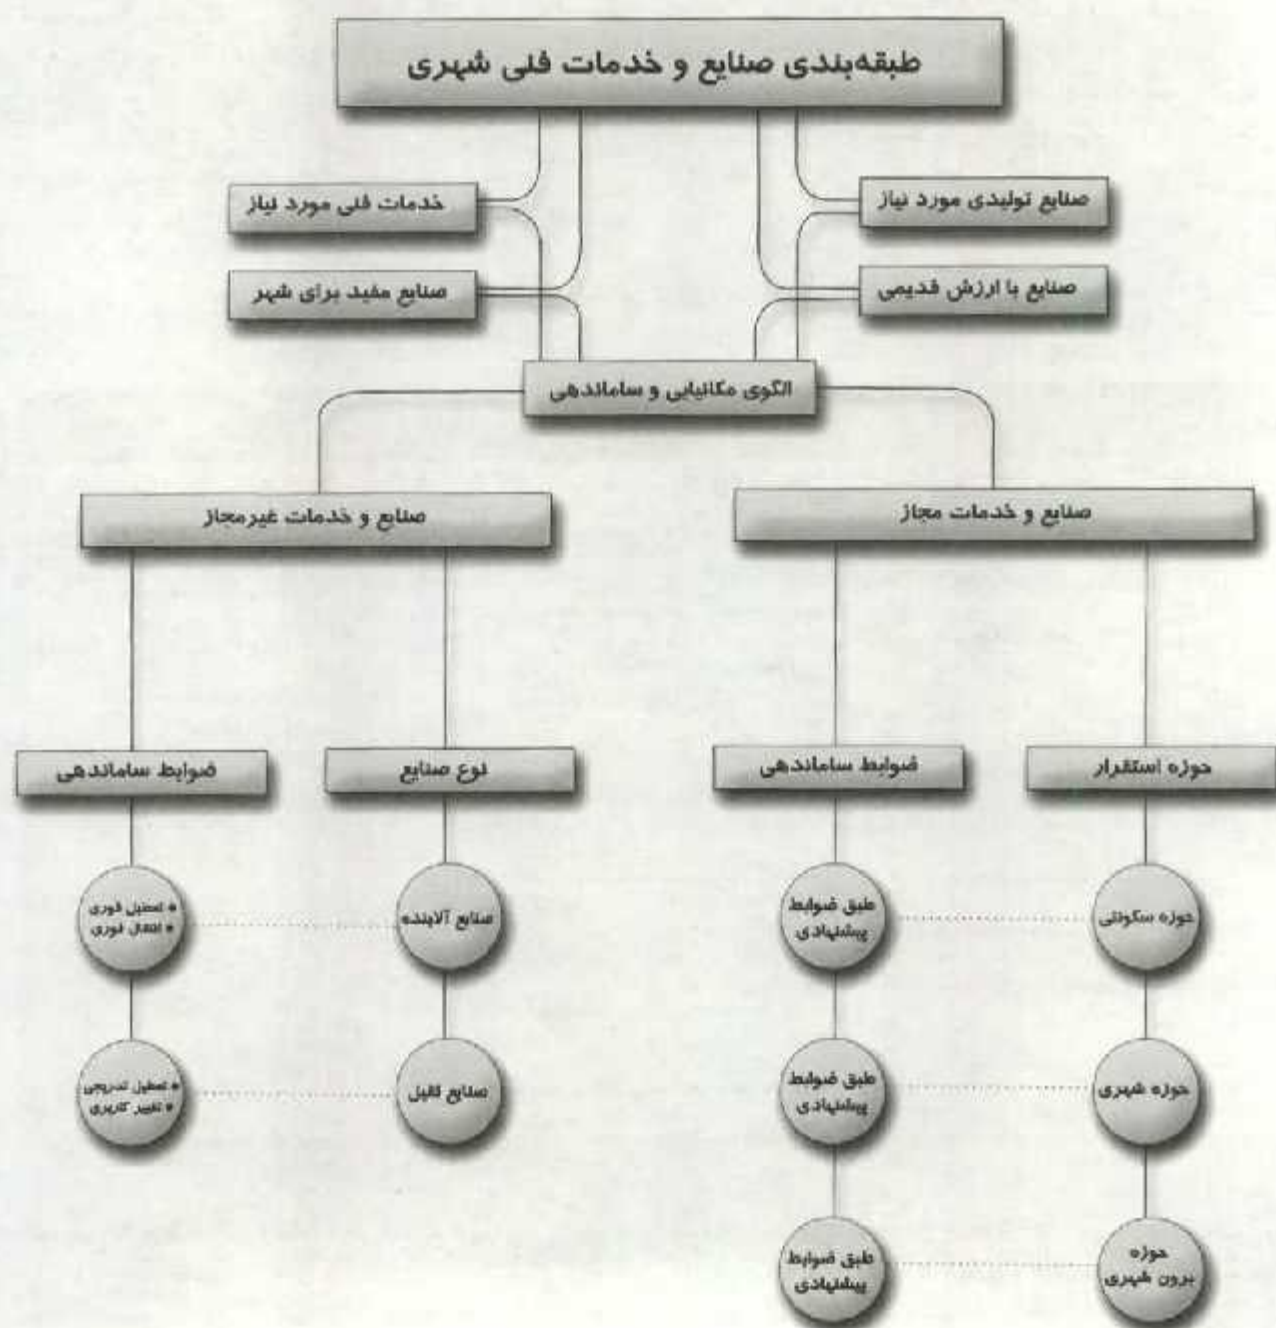 طبقه‌بندی صنایع و خدمات فنی شهری
صنایع تولیدی مورد نیاز
خدمات فنی مورد نیاز
صنایع با ارزش قدیمی
صنایع مفید برای شهر
الگوی مکانیابی و ساماندهی
صنایع و خدمات مجاز
صنایع و خدمات غیرمجاز
حوزه استقرار
ضوابط ساماندهی
نوع صنایع
ضوابط ساماندهی
حوزه سکونتی
طبق ضوابط
پیشنهادی
صنایع آلاینده
• تعطیل فوری
• انتقال فوری
حوزه شهری
طبق ضوابط
پیشنهادی
صنایع ثقیل
• تعطیل تدریجی
• تغییر کاربری
حوزه
برون شهری
طبق ضوابط
پیشنهادی